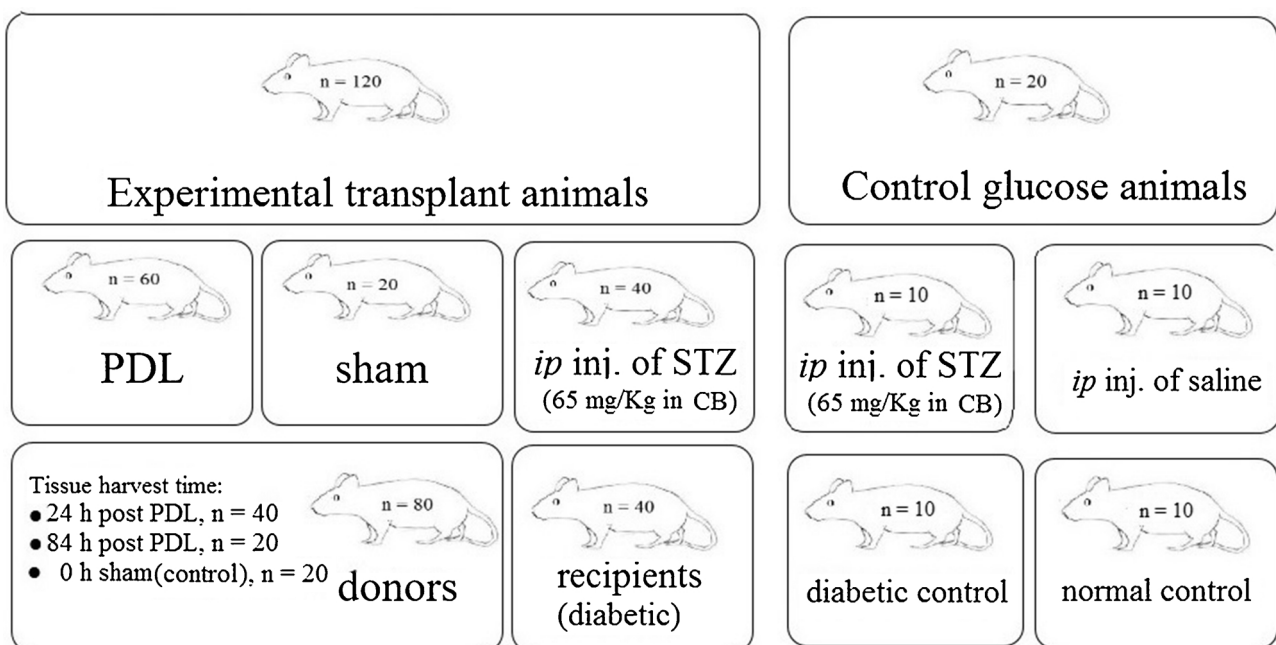 n = 120
Experimental transplant animals
n = 20
Control glucose animals
n = 60
PDL
n = 20
sham
n = 40
ip inj. of STZ
(65 mg/Kg in CB)
n = 10
ip inj. of STZ
(65 mg/Kg in CB)
n = 10
ip inj. of saline
Tissue harvest time:
● 24 h post PDL, n = 40
● 84 h post PDL, n = 20
● 0 h sham(control), n = 20
n = 80
donors
n = 40
recipients
(diabetic)
n = 10
diabetic control
n = 10
normal control